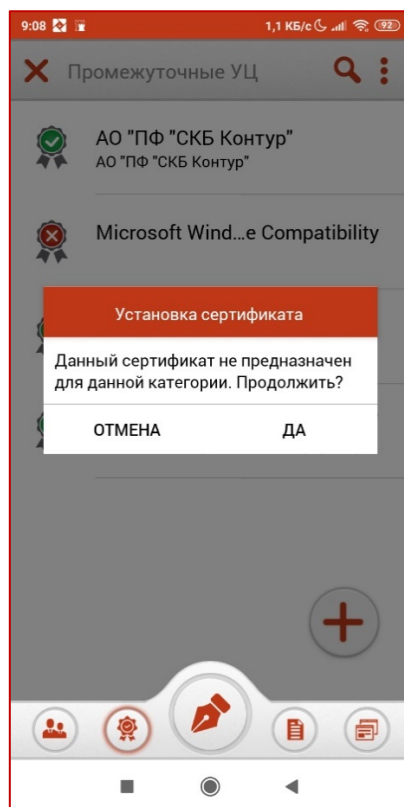 9:08 1,1 КБ/с 92
Промежуточные УЦ
АО "ПФ "СКБ Контур"
АО "ПФ "СКБ Контур"
Microsoft Wind...e Compatibility
Установка сертификата
Данный сертификат не предназначен
для данной категории. Продолжить?
ОТМЕНА ДА